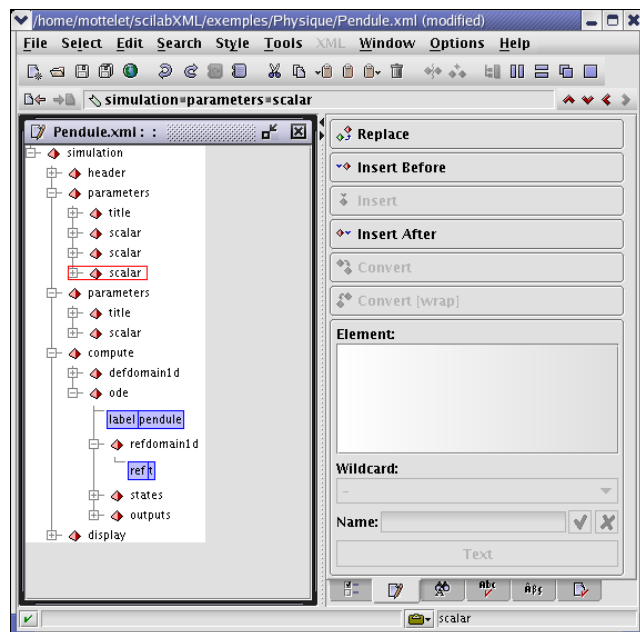 /home/mottelet/scilabXML/exemples/Physique/Pendule.xml (modified)
File Select Edit Search Style Tools XML Window Options Help
simulation=parameters=scalar
Pendule.xml : :
simulation
header
parameters
title
scalar
scalar
scalar
parameters
title
scalar
compute
defdomain1d
ode
label pendule
refdomain1d
ref t
states
outputs
display
Replace
Insert Before
Insert
Insert After
Convert
Convert [wrap]
Element:
Wildcard:
-
Name:
Text
Abc
scalar